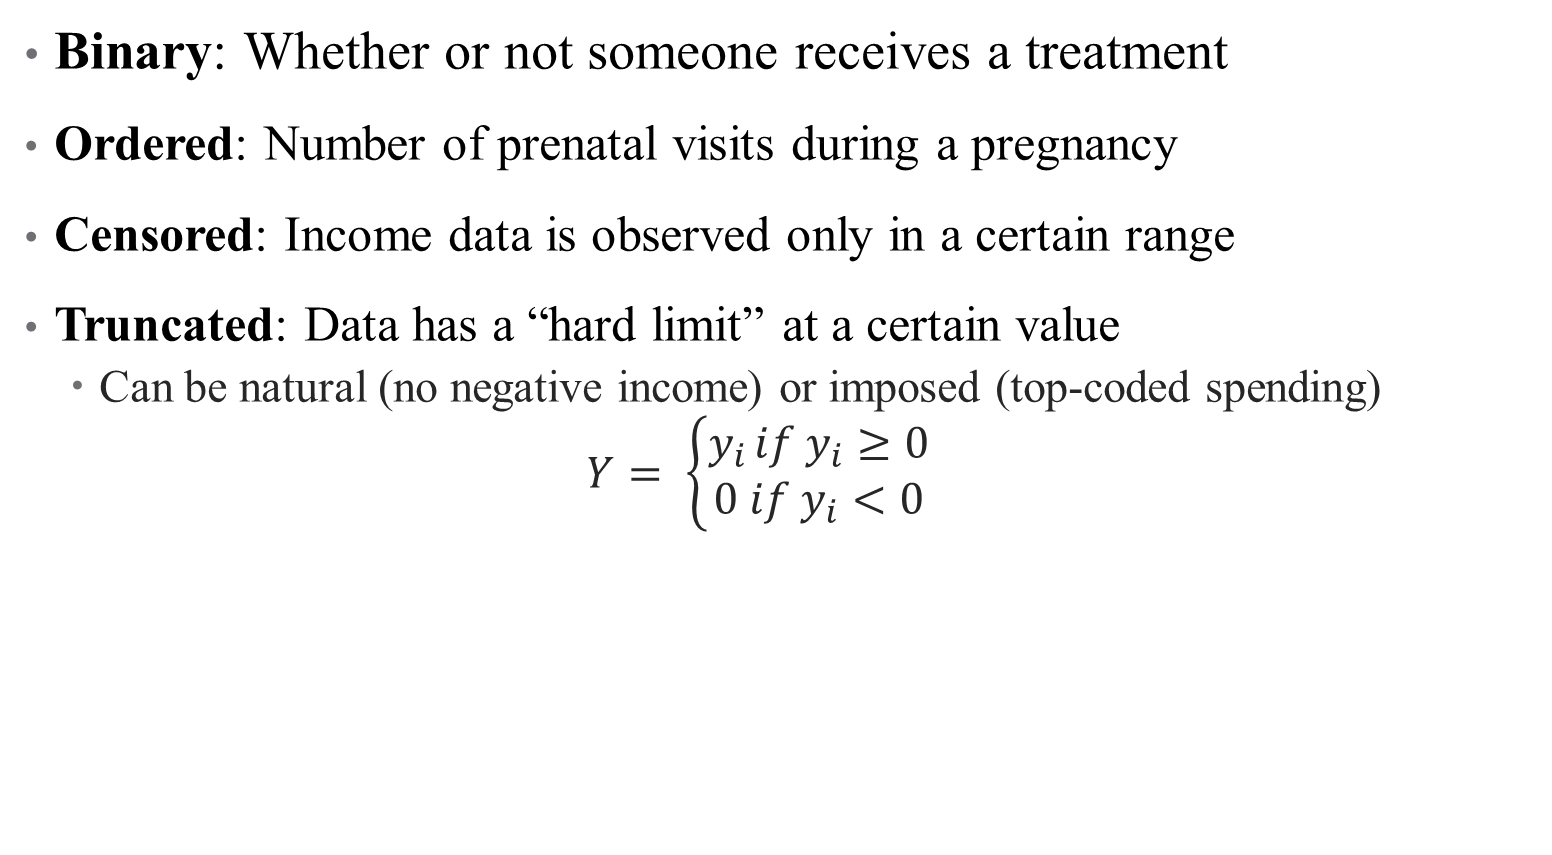 • Binary: Whether or not someone receives a treatment
• Ordered: Number of prenatal visits during a pregnancy
• Censored: Income data is observed only in a certain range
• Truncated: Data has a “hard limit” at a certain value
• Can be natural (no negative income) or imposed (top-coded spending)
Y = { yᵢ if yᵢ ≥ 0
0 if yᵢ < 0